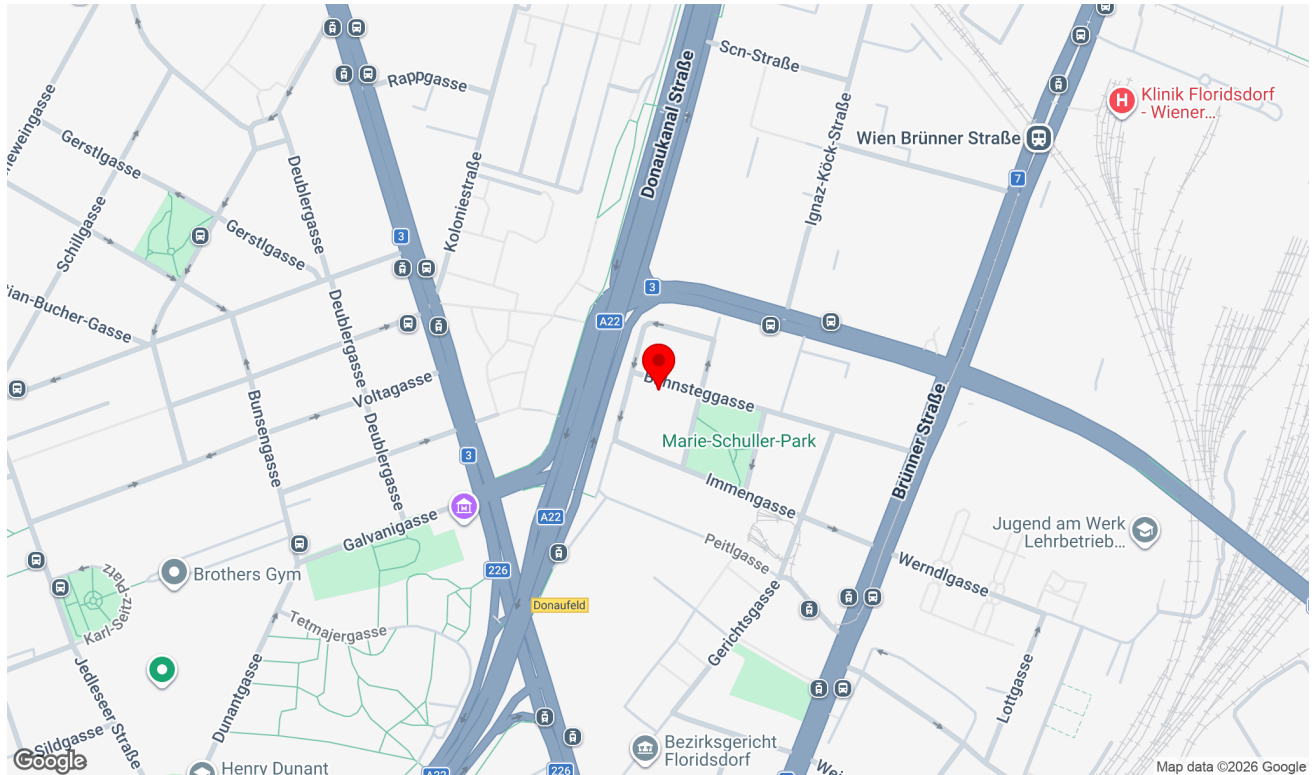 Scn-Straße
Rappgasse
Donaukanal Straße
Klinik Floridsdorf
- Wiener...
Wien Brünner Straße
Gerstlgasse
Deublergasse
Koloniestraße
Ignaz-Köck-Straße
7
Schillgasse
Gerstlgasse
3
3
A22
Deublergasse
Voltagasse
Bunsengasse
Deublergasse
Marie-Schuller-Park
Brünner Straße
3
Immengasse
Galvanigasse
A22
Peitlgasse
Jugend am Werk
Lehrbetrieb...
Werndlgasse
226
Brothers Gym
Karl-Seitz-
Platz
Donaufeld
Tetmajergasse
Gerichtsgasse
Jedleseer Straße
Dunantgasse
Lottgasse
Sildgasse
Bezirksgericht
Floridsdorf
Google
Henry Dunant
A22
226
Map data ©2026 Google